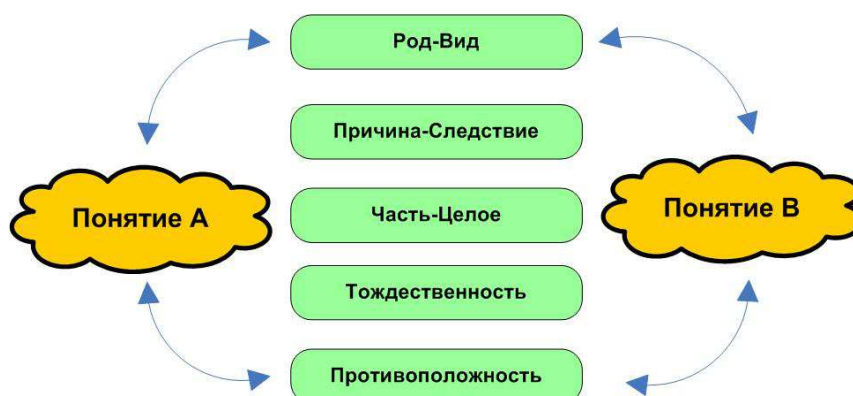 Род-Вид
Причина-Следствие
Понятие А
Часть-Целое
Понятие В
Тождественность
Противоположность